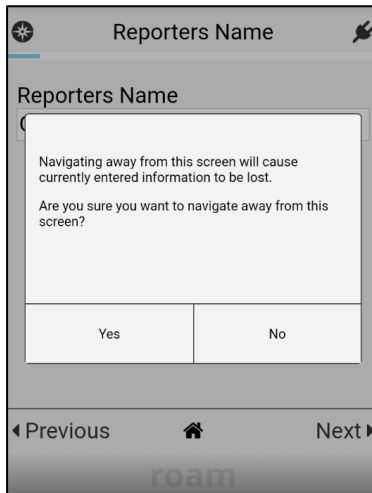 Reporters Name
Reporters Name
Navigating away from this screen will cause
currently entered information to be lost.
Are you sure you want to navigate away from this
screen?
Yes
No
Previous
Next
roam